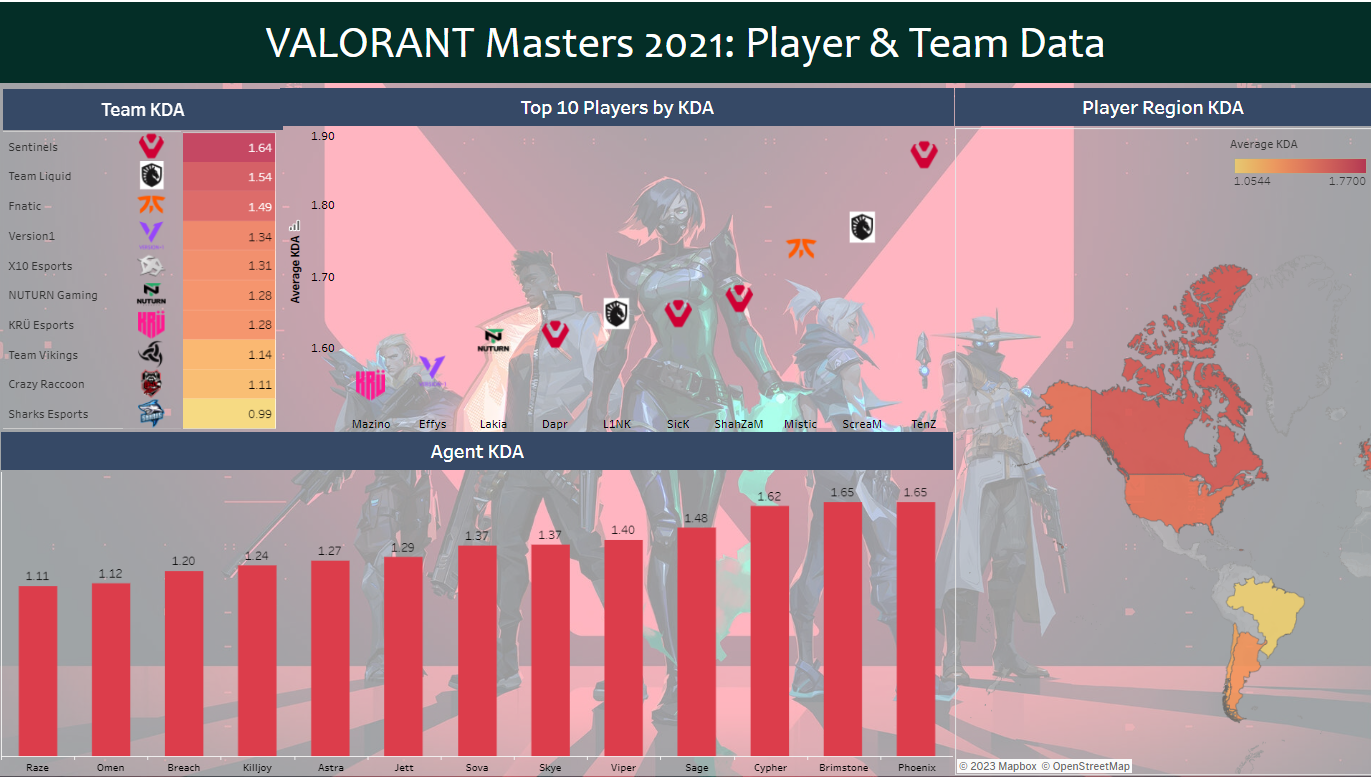 VALORANT Masters 2021: Player & Team Data
Team KDA
Sentinels 1.64
Team Liquid 1.54
Fnatic 1.49
Version1 VERSION1 1.34
X10 Esports 1.31
NUTURN Gaming NUTURN 1.28
KRÜ Esports KRÜ 1.28
Team Vikings 1.14
Crazy Raccoon 1.11
Sharks Esports 0.99
Top 10 Players by KDA
Average KDA
1.90
1.80
1.70
1.60
NUTURN
KRÜ
VERSION1
Mazino Effys Lakia Dapr L1NK SicK ShahZaM Mistic ScreaM TenZ
Player Region KDA
Average KDA
1.0544 1.7700
© 2023 Mapbox © OpenStreetMap
Agent KDA
1.11 1.12 1.20 1.24 1.27 1.29 1.37 1.37 1.40 1.48 1.62 1.65 1.65
Raze Omen Breach Killjoy Astra Jett Sova Skye Viper Sage Cypher Brimstone Phoenix